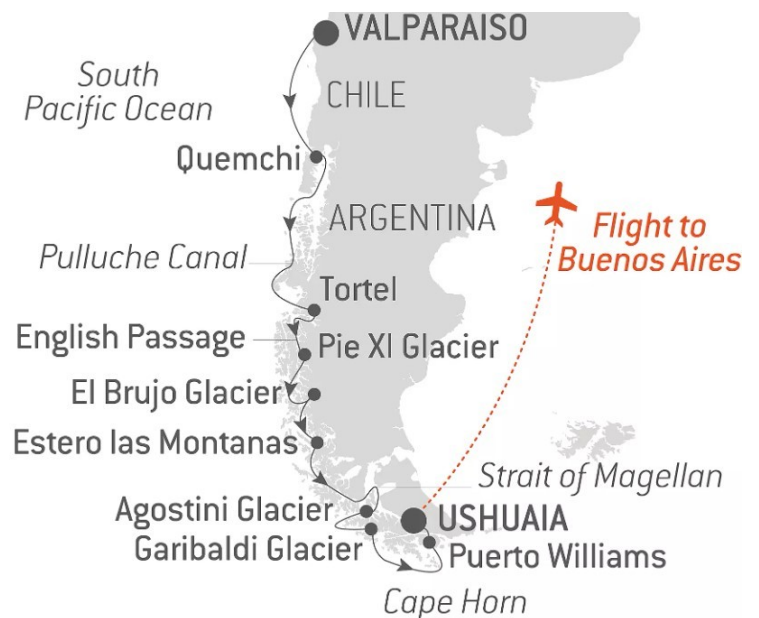 VALPARAISO
South
Pacific Ocean
CHILE
Quemchi
ARGENTINA
Flight to
Buenos Aires
Pulluche Canal
Tortel
English Passage
Pie XI Glacier
El Brujo Glacier
Estero las Montanas
Strait of Magellan
Agostini Glacier
USHUAIA
Garibaldi Glacier
Puerto Williams
Cape Horn